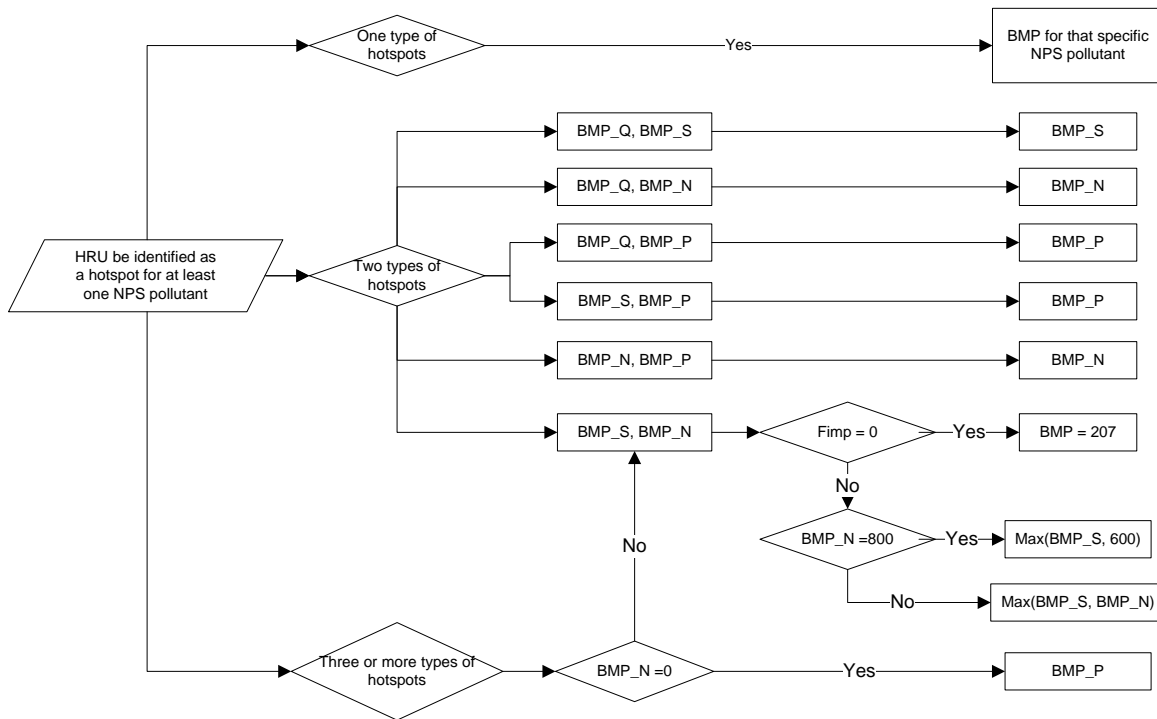 One type of
hotspots
Yes
BMP for that specific
NPS pollutant
BMP_Q, BMP_S
BMP_S
BMP_Q, BMP_N
BMP_N
HRU be identified as
a hotspot for at least
one NPS pollutant
Two types of
hotspots
BMP_Q, BMP_P
BMP_P
BMP_S, BMP_P
BMP_P
BMP_N, BMP_P
BMP_N
BMP_S, BMP_N
Fimp = 0
Yes
BMP = 207
No
BMP_N =800
Yes
Max(BMP_S, 600)
No
No
Max(BMP_S, BMP_N)
Three or more types of
hotspots
BMP_N =0
Yes
BMP_P